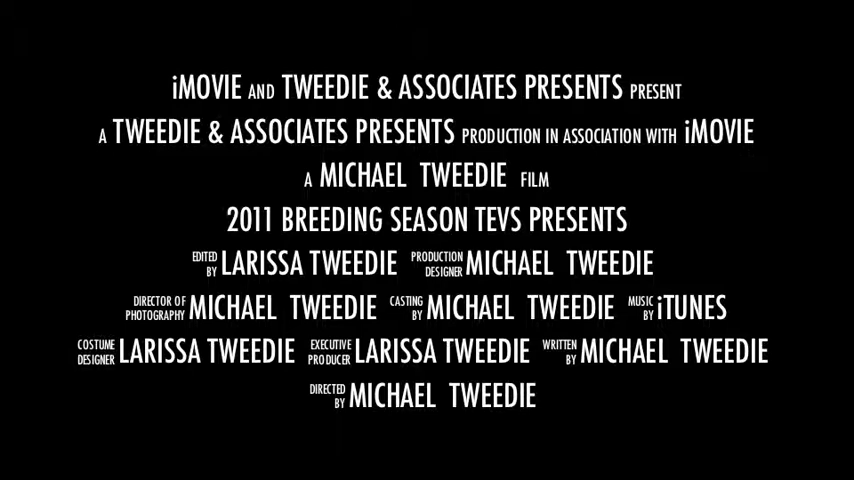 iMOVIE AND TWEEDIE & ASSOCIATES PRESENTS PRESENT
A TWEEDIE & ASSOCIATES PRESENTS PRODUCTION IN ASSOCIATION WITH iMOVIE
A MICHAEL TWEEDIE FILM
2011 BREEDING SEASON TEVS PRESENTS
EDITED BY LARISSA TWEEDIE PRODUCTION DESIGNER MICHAEL TWEEDIE
DIRECTOR OF PHOTOGRAPHY MICHAEL TWEEDIE CASTING BY MICHAEL TWEEDIE MUSIC BY iTUNES
COSTUME DESIGNER LARISSA TWEEDIE EXECUTIVE PRODUCER LARISSA TWEEDIE WRITTEN BY MICHAEL TWEEDIE
DIRECTED BY MICHAEL TWEEDIE